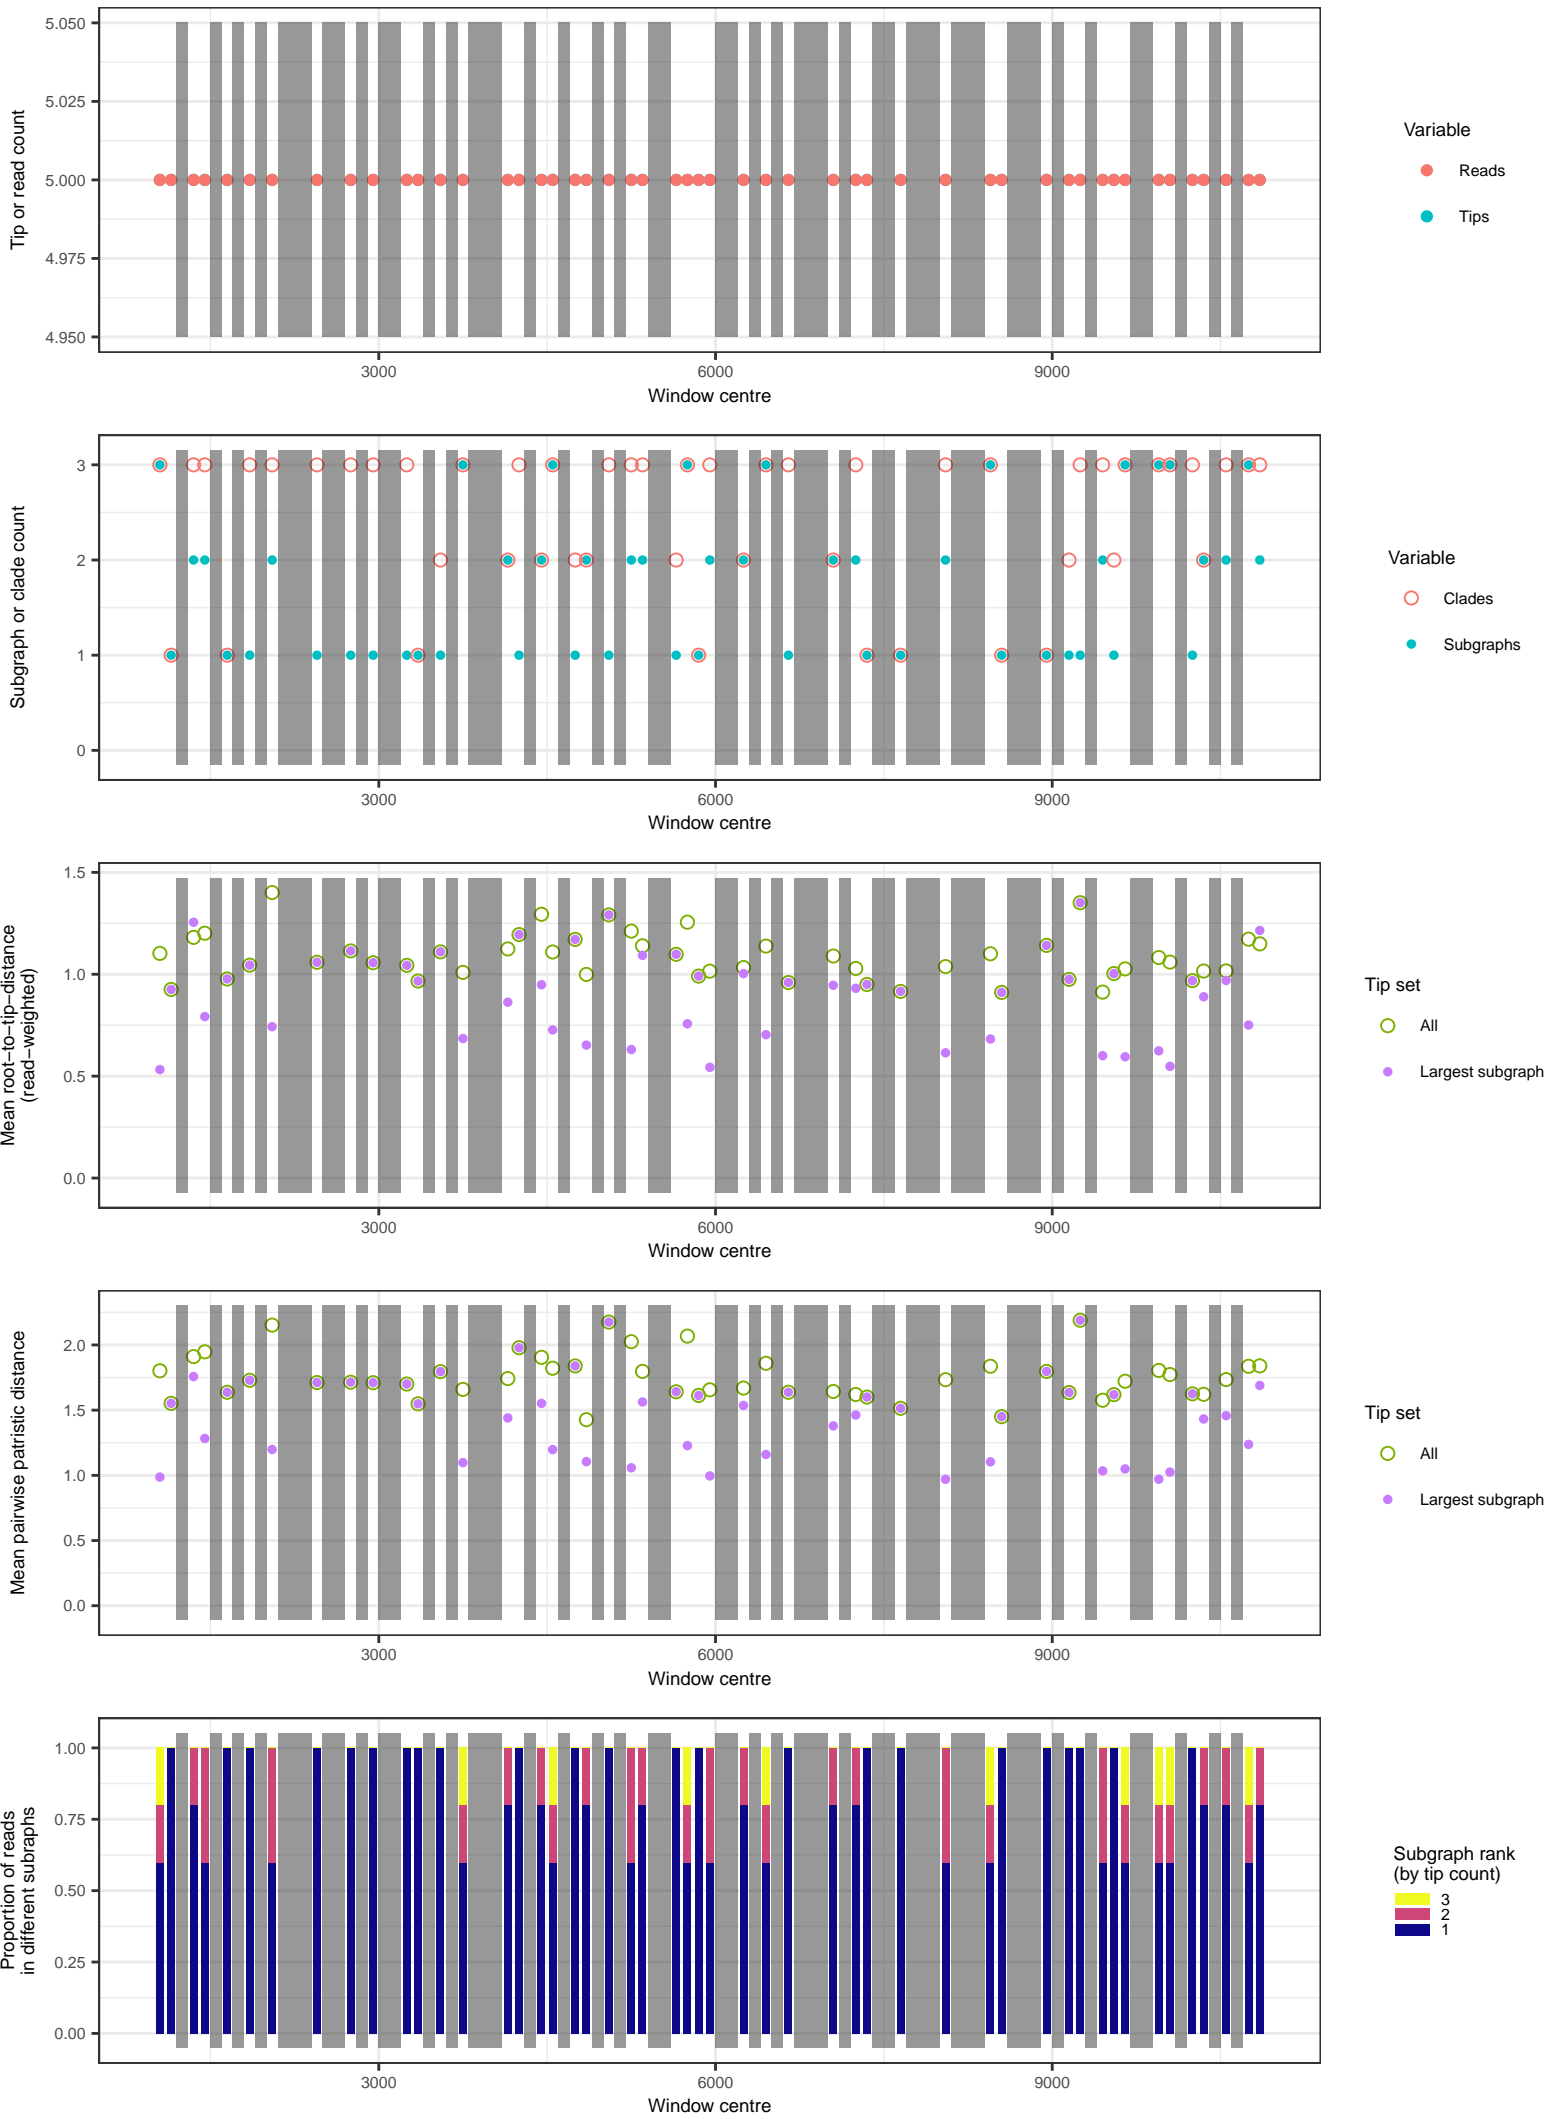 5.050
5.025
5.000
4.975
4.950
Tip or read count
3000
6000
9000
Window centre
Variable
Reads
Tips
3
2
1
0
Subgraph or clade count
3000
6000
9000
Window centre
Variable
Clades
Subgraphs
1.5
1.0
0.5
0.0
Mean root−to−tip−distance
(read−weighted)
3000
6000
9000
Window centre
Tip set
All
Largest subgraph
2.0
1.5
1.0
0.5
0.0
Mean pairwise patristic distance
3000
6000
9000
Window centre
Tip set
All
Largest subgraph
1.00
0.75
0.50
0.25
0.00
Proportion of reads
in different subraphs
3000
6000
9000
Window centre
Subgraph rank
(by tip count)
3
2
1